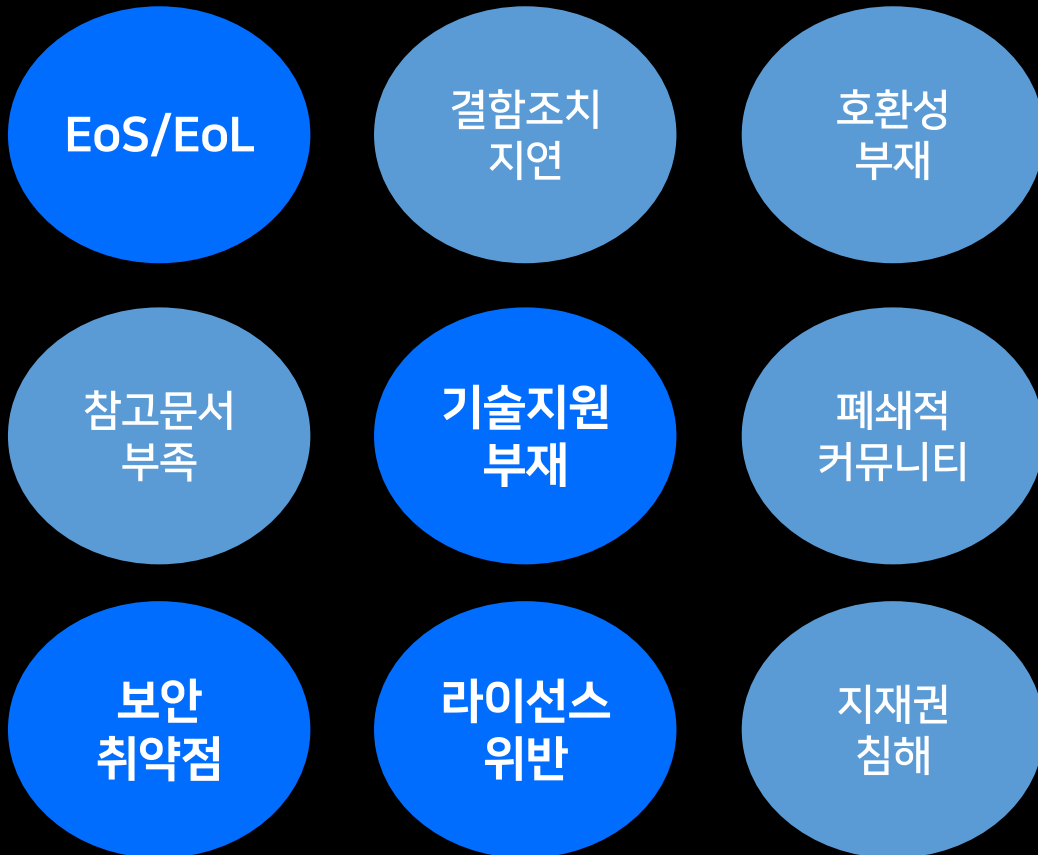 EoS/EoL
결함조치
지연
호환성
부재
참고문서
부족
기술지원
부재
폐쇄적
커뮤니티
보안
취약점
라이선스
위반
지재권
침해